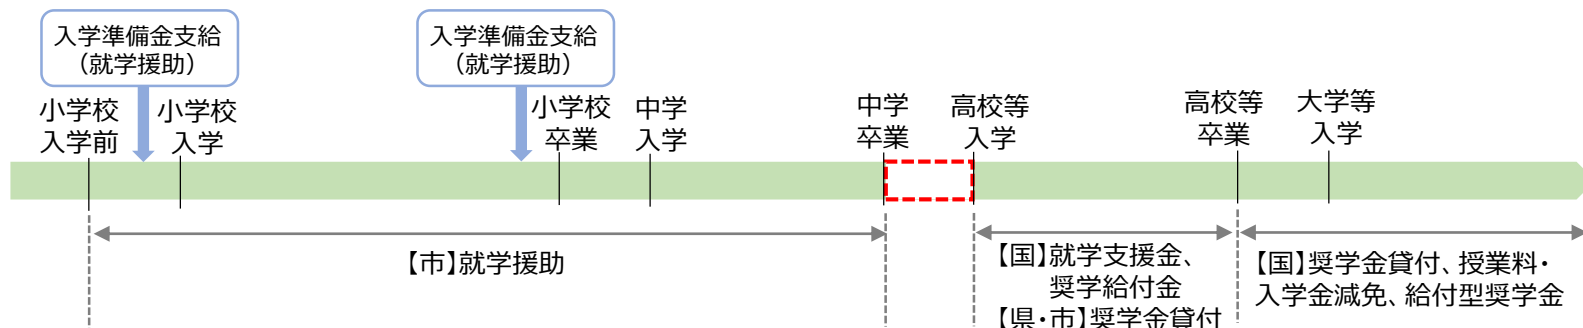 入学準備金支給
（就学援助）
入学準備金支給
（就学援助）
小学校
入学前
小学校
入学
小学校
卒業
中学
入学
中学
卒業
高校等
入学
高校等
卒業
大学等
入学
【市】就学援助
【国】就学支援金、
奨学給付金
【県・市】奨学金貸付
【国】奨学金貸付、授業料・
入学金減免、給付型奨学金